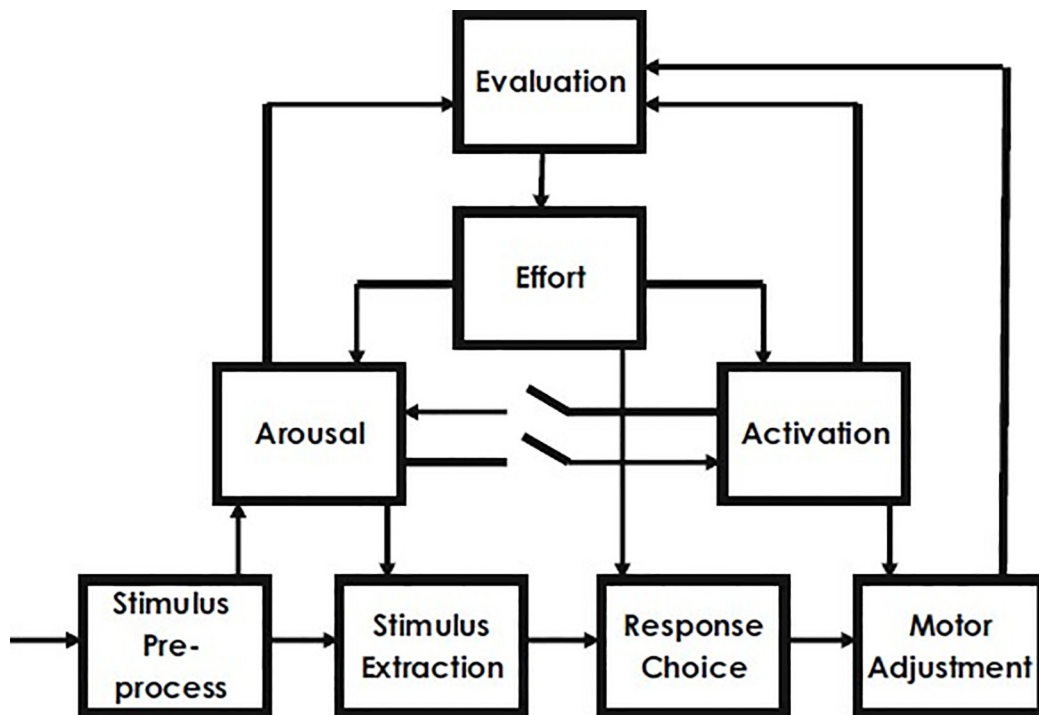 Evaluation
Effort
Arousal
Activation
Stimulus
Pre-
process
Stimulus
Extraction
Response
Choice
Motor
Adjustment